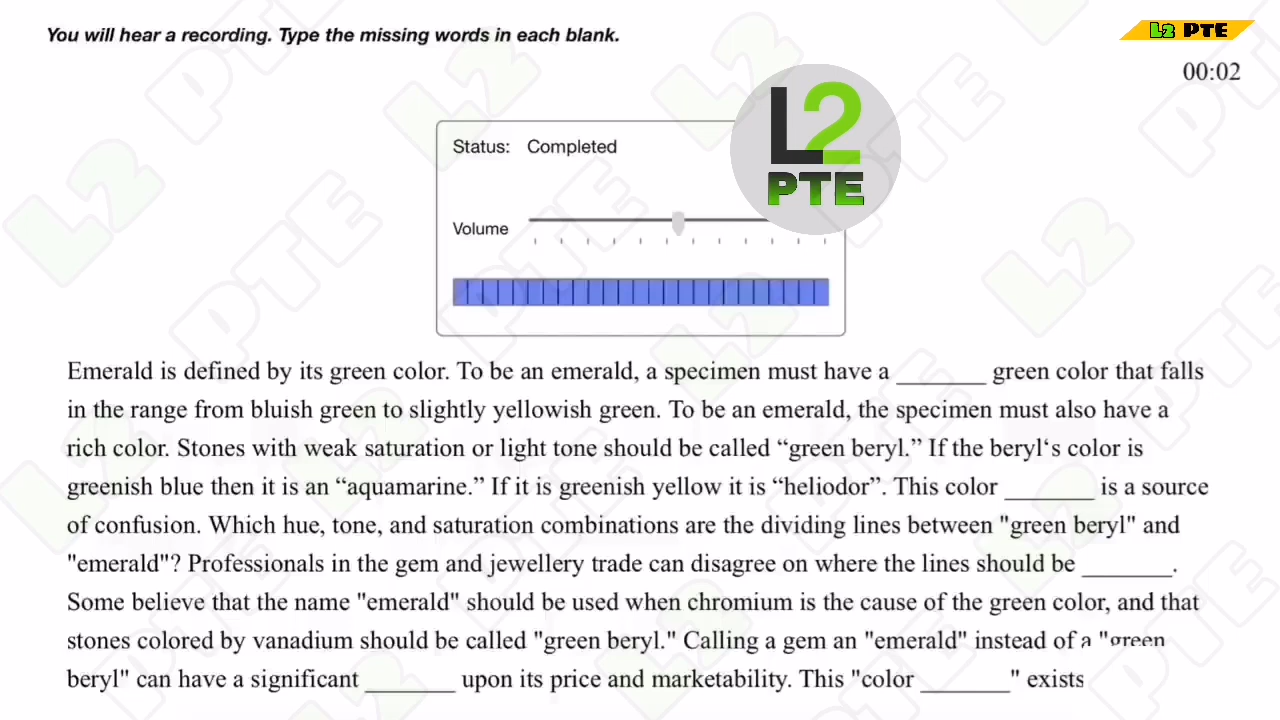 You will hear a recording. Type the missing words in each blank.
L2 PTE
00:02
L2
PTE
Status: Completed
Volume
Emerald is defined by its green color. To be an emerald, a specimen must have a _______ green color that falls
in the range from bluish green to slightly yellowish green. To be an emerald, the specimen must also have a
rich color. Stones with weak saturation or light tone should be called “green beryl.” If the beryl‘s color is
greenish blue then it is an “aquamarine.” If it is greenish yellow it is “heliodor”. This color _______ is a source
of confusion. Which hue, tone, and saturation combinations are the dividing lines between "green beryl" and
"emerald"? Professionals in the gem and jewellery trade can disagree on where the lines should be _______.
Some believe that the name "emerald" should be used when chromium is the cause of the green color, and that
stones colored by vanadium should be called "green beryl." Calling a gem an "emerald" instead of a "green
beryl" can have a significant _______ upon its price and marketability. This "color _______" exists